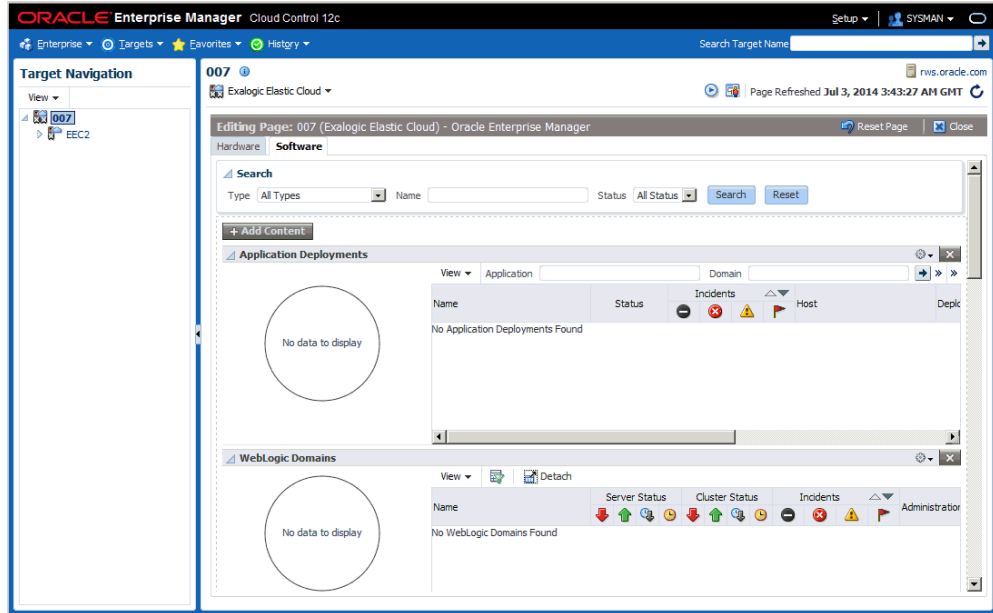 ORACLE Enterprise Manager Cloud Control 12c
Setup SYSMAN
Enterprise Targets Favorites History Search Target Name
Target Navigation
View
007
EEC2
007
rws.oracle.com
Exalogic Elastic Cloud
Page Refreshed Jul 3, 2014 3:43:27 AM GMT
Editing Page: 007 (Exalogic Elastic Cloud) - Oracle Enterprise Manager Reset Page Close
Hardware Software
Search
Type All Types Name Status All Status Search Reset
+ Add Content
Application Deployments
View Application Domain
Incidents
Name Status Host Deplo
No Application Deployments Found
No data to display
WebLogic Domains
View Detach
Server Status Cluster Status Incidents
Name Administration
No WebLogic Domains Found
No data to display